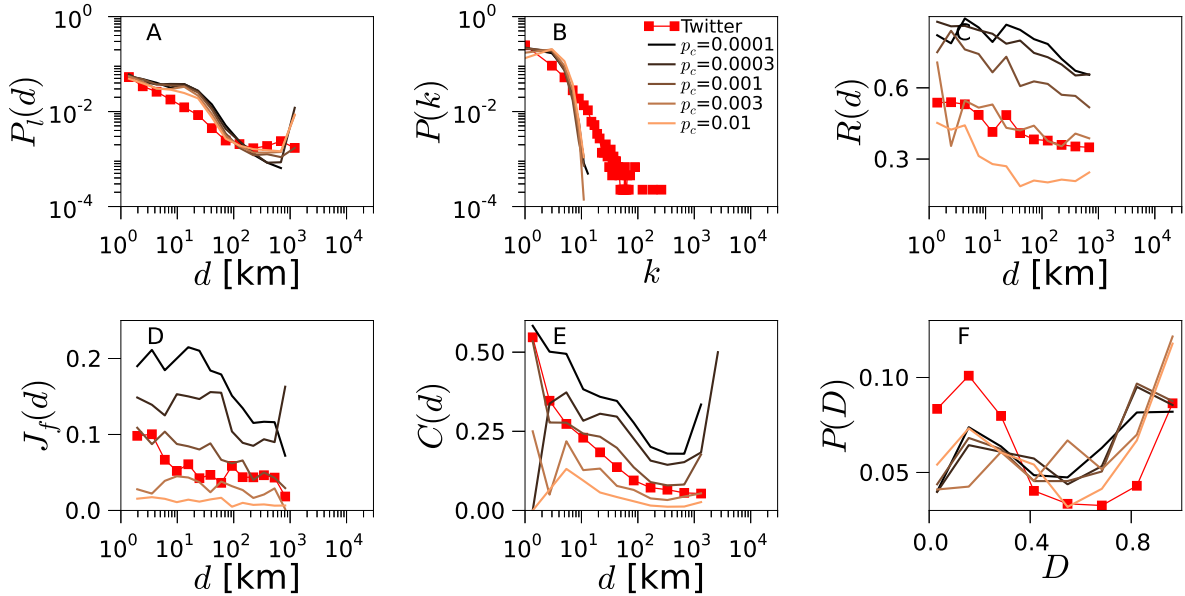 A
10^0
10^-2
10^-4
P_l(d)
10^0 10^1 10^2 10^3 10^4
d [km]
B
10^0
10^-2
10^-4
P(k)
10^0 10^1 10^2 10^3 10^4
k
Twitter
p_c=0.0001
p_c=0.0003
p_c=0.001
p_c=0.003
p_c=0.01
C
0.6
0.3
R(d)
10^0 10^1 10^2 10^3 10^4
d [km]
D
0.2
0.1
0.0
J_f(d)
10^0 10^1 10^2 10^3 10^4
d [km]
E
0.50
0.25
0.00
C(d)
10^0 10^1 10^2 10^3 10^4
d [km]
F
0.10
0.05
P(D)
0.0 0.4 0.8
D